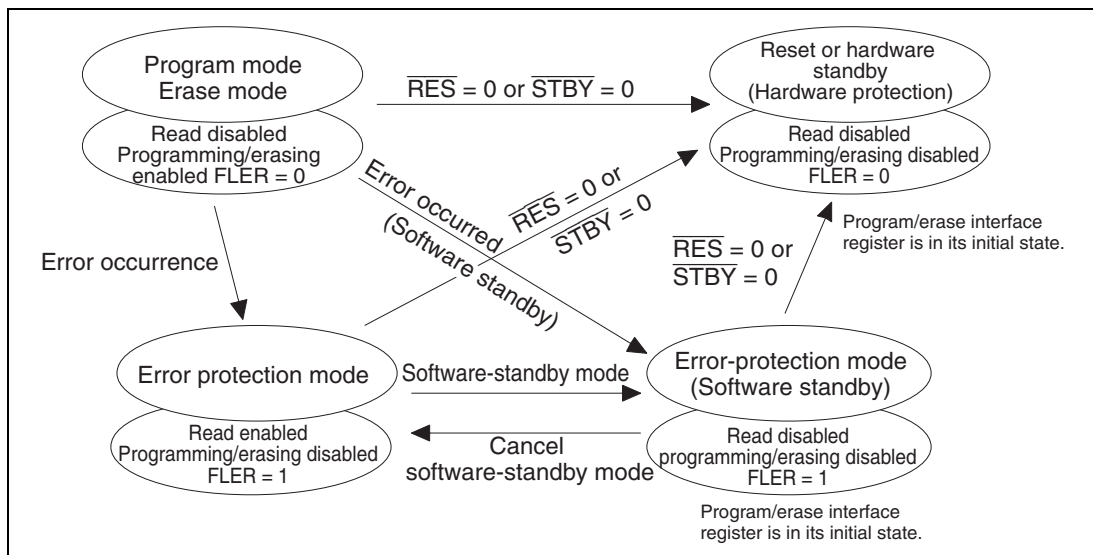 Program mode
Erase mode
Read disabled
Programming/erasing
enabled FLER = 0
RES = 0 or STBY = 0
Reset or hardware
standby
(Hardware protection)
Read disabled
Programming/erasing disabled
FLER = 0
Program/erase interface
register is in its initial state.
Error occurred
(Software standby)
RES = 0 or
STBY = 0
RES = 0 or
STBY = 0
Error occurrence
Error protection mode
Read enabled
Programming/erasing disabled
FLER = 1
Software-standby mode
Cancel
software-standby mode
Error-protection mode
(Software standby)
Read disabled
programming/erasing disabled
FLER = 1
Program/erase interface
register is in its initial state.